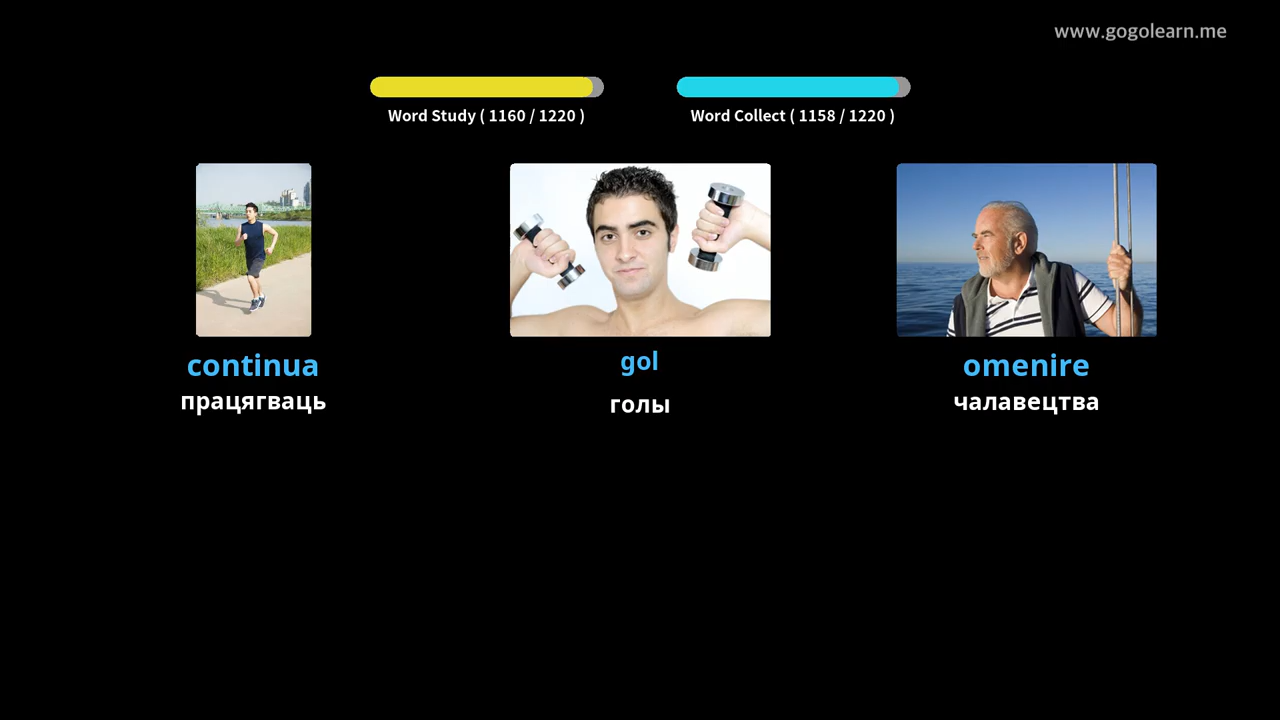 www.gogolearn.me
Word Study ( 1160 / 1220 )
Word Collect ( 1158 / 1220 )
continua
працягваць
gol
голы
omenire
чалавецтва